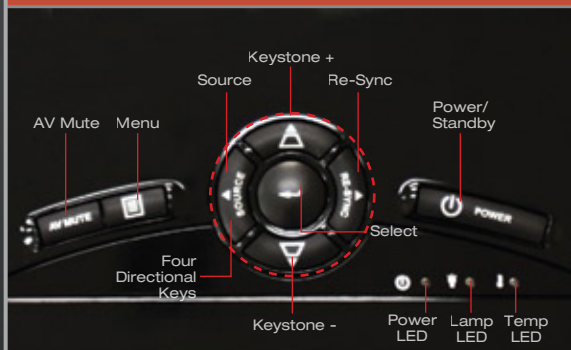 Keystone +
Source
Re-Sync
AV Mute
Menu
Power/
Standby
AV MUTE
SOURCE
RE-SYNC
POWER
Select
Four
Directional
Keys
Keystone -
Power
LED
Lamp
LED
Temp
LED